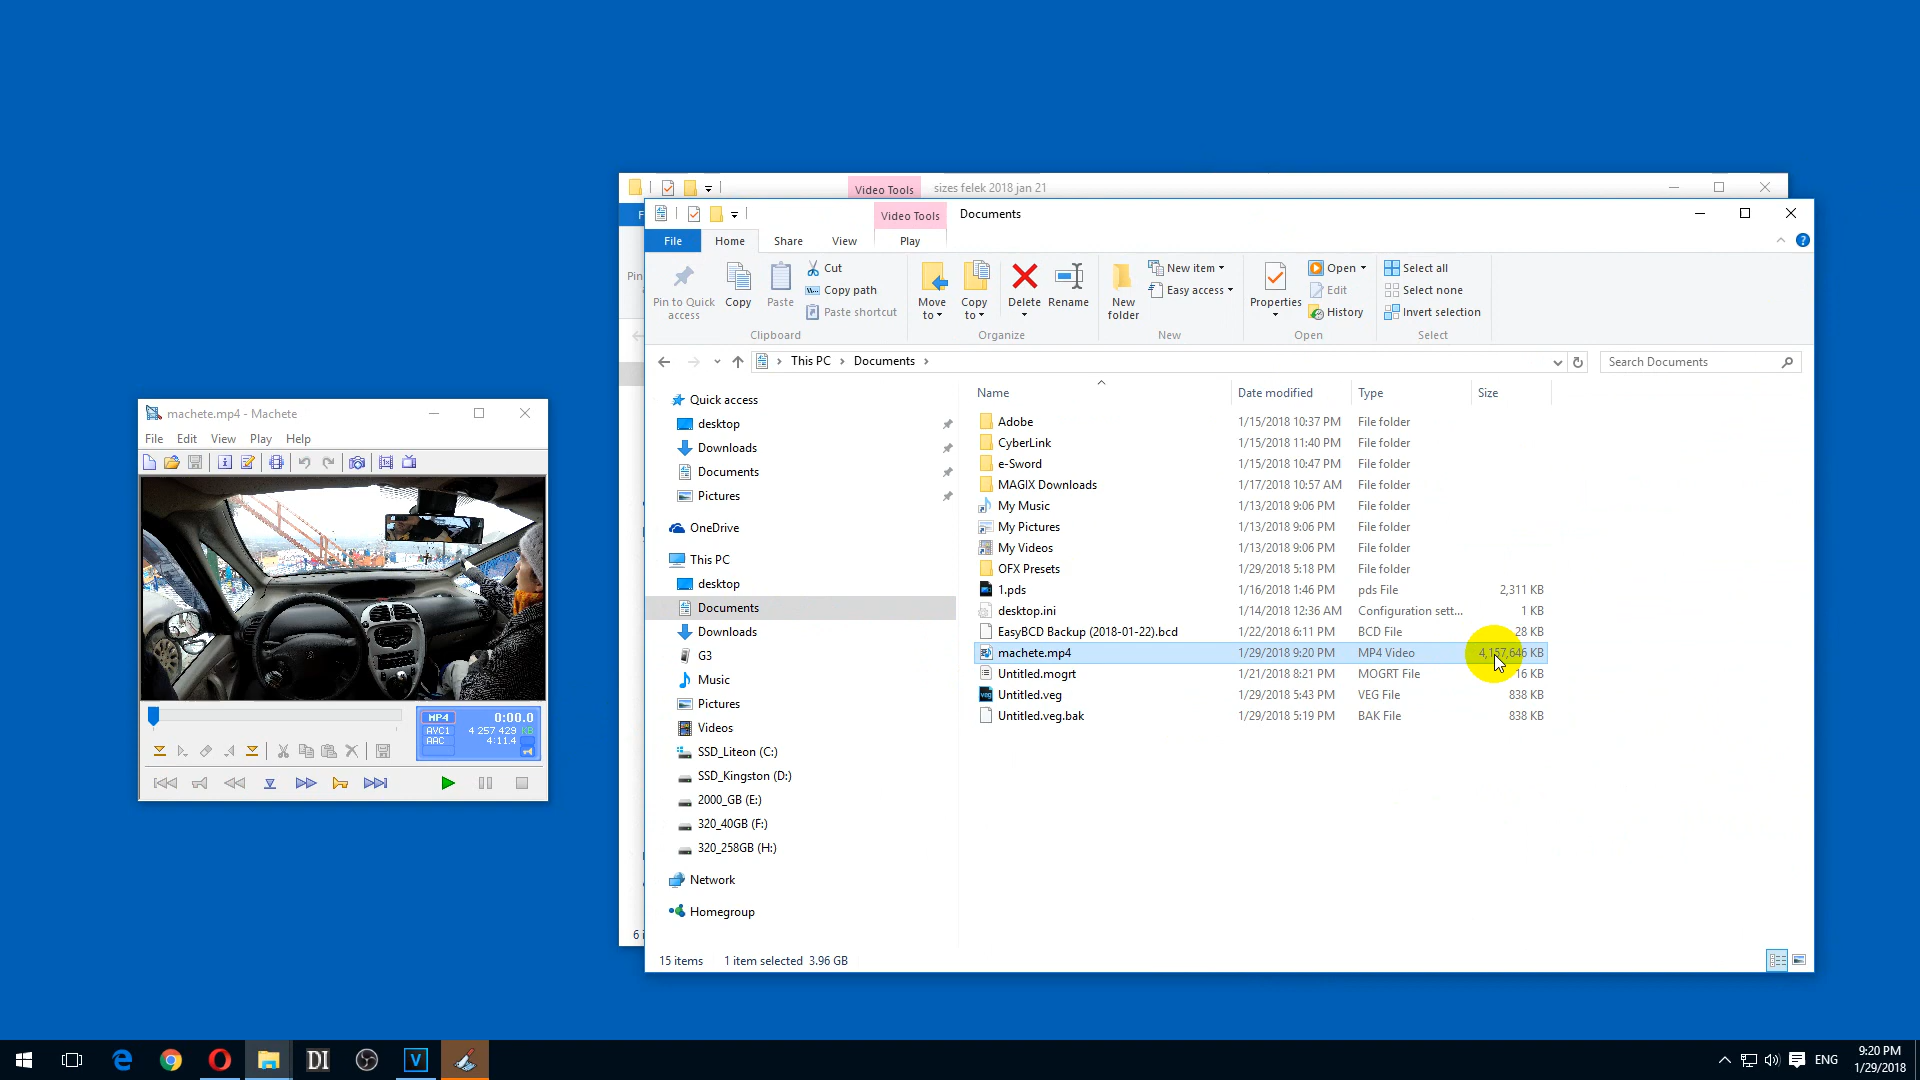 Video Tools
sizes felek 2018 jan 21
Video Tools
Documents
File
Home
Share
View
Play
Pin to Quick access
Copy
Paste
Cut
Copy path
Paste shortcut
Clipboard
Move to
Copy to
Delete
Rename
Organize
New folder
New item
Easy access
New
Properties
Open
Edit
History
Open
Select all
Select none
Invert selection
Select
This PC
Documents
Search Documents
Quick access
desktop
Downloads
Documents
Pictures
OneDrive
This PC
desktop
Documents
Downloads
G3
Music
Pictures
Videos
SSD_Liteon (C:)
SSD_Kingston (D:)
2000_GB (E:)
320_40GB (F:)
320_258GB (H:)
Network
Homegroup
Name Date modified Type Size
Adobe 1/15/2018 10:37 PM File folder
CyberLink 1/15/2018 11:40 PM File folder
e-Sword 1/15/2018 10:47 PM File folder
MAGIX Downloads 1/17/2018 10:57 AM File folder
My Music 1/13/2018 9:06 PM File folder
My Pictures 1/13/2018 9:06 PM File folder
My Videos 1/13/2018 9:06 PM File folder
OFX Presets 1/29/2018 5:18 PM File folder
1.pds 1/16/2018 1:46 PM pds File 2,311 KB
desktop.ini 1/14/2018 12:36 AM Configuration sett... 1 KB
EasyBCD Backup (2018-01-22).bcd 1/22/2018 6:11 PM BCD File 28 KB
machete.mp4 1/29/2018 9:20 PM MP4 Video 4,157,646 KB
Untitled.mogrt 1/21/2018 8:21 PM MOGRT File 16 KB
Untitled.veg 1/29/2018 5:43 PM VEG File 838 KB
Untitled.veg.bak 1/29/2018 5:19 PM BAK File 838 KB
15 items 1 item selected 3.96 GB
machete.mp4 - Machete
File Edit View Play Help
MP4 0:00.0
AVC1 4 257 429 KB
AAC 4:11.4
ENG
9:20 PM
1/29/2018